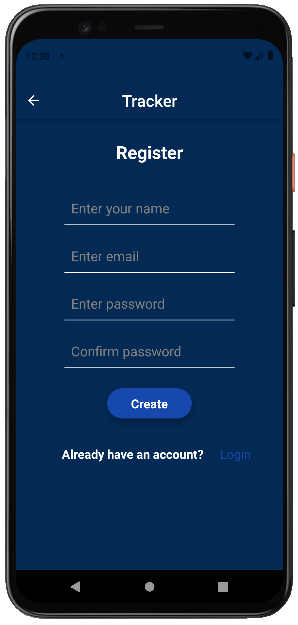 12:38
Tracker
Register
Enter your name
Enter email
Enter password
Confirm password
Create
Already have an account? Login